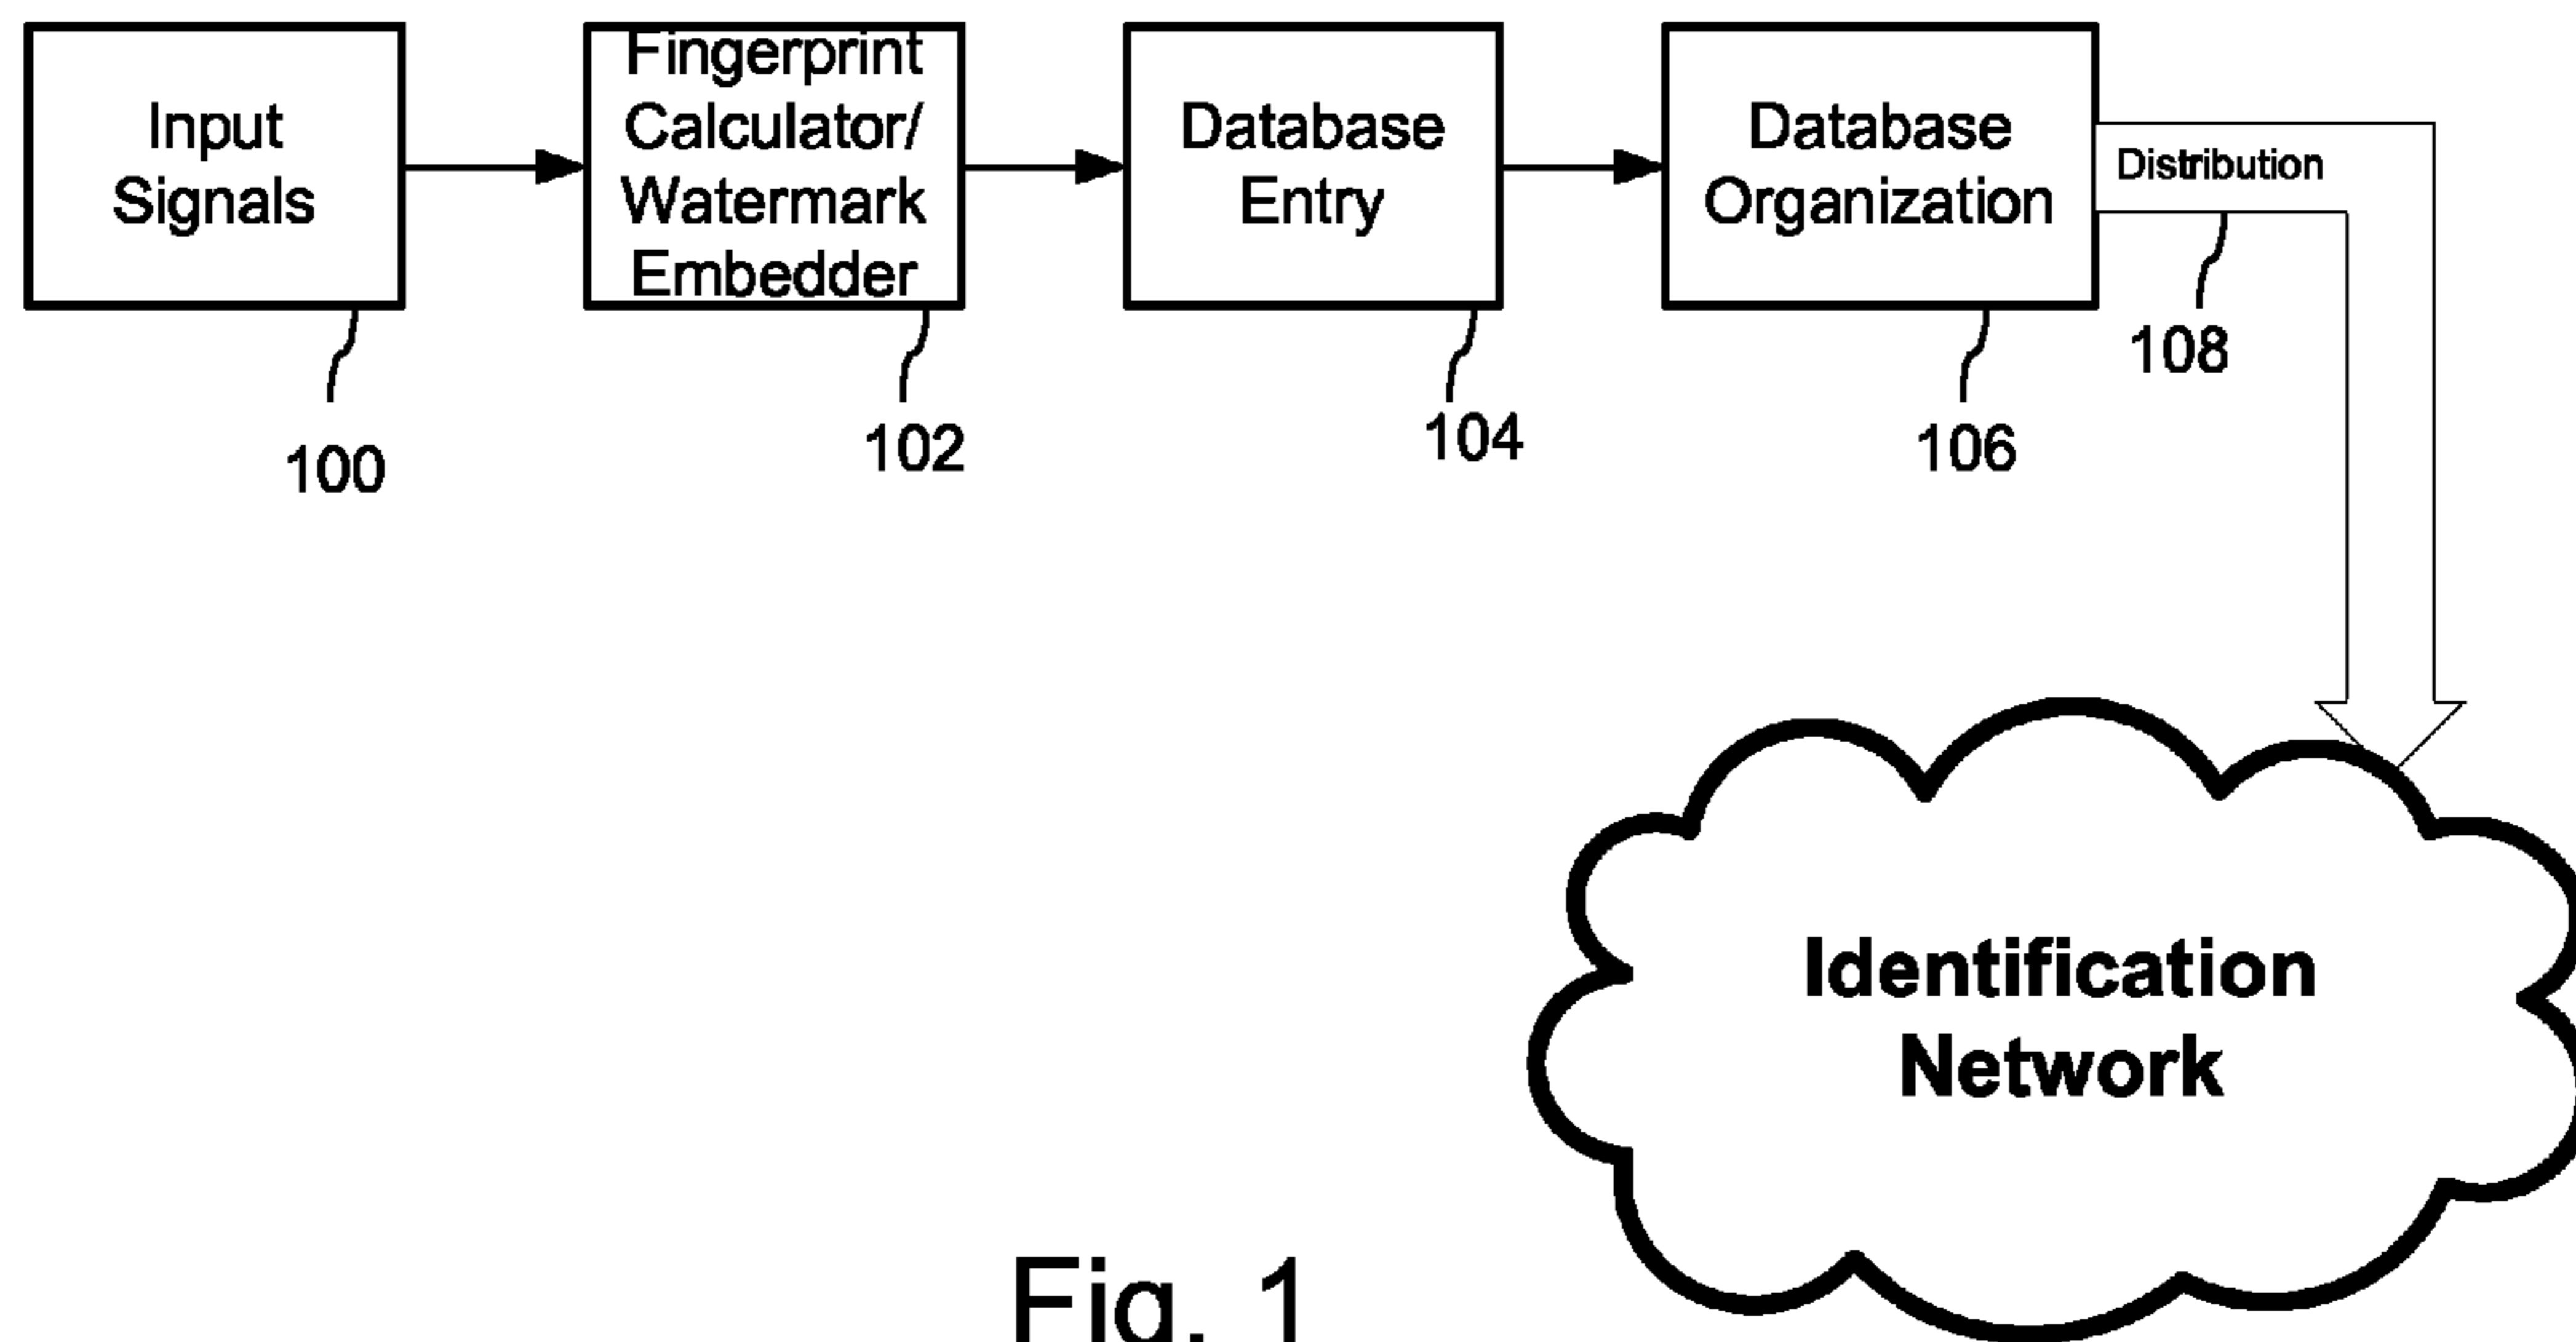 Input
Signals
Fingerprint
Calculator/
Watermark
Embedder
Database
Entry
Database
Organization
Distribution
100
102
104
106
108
Identification
Network
Fig. 1